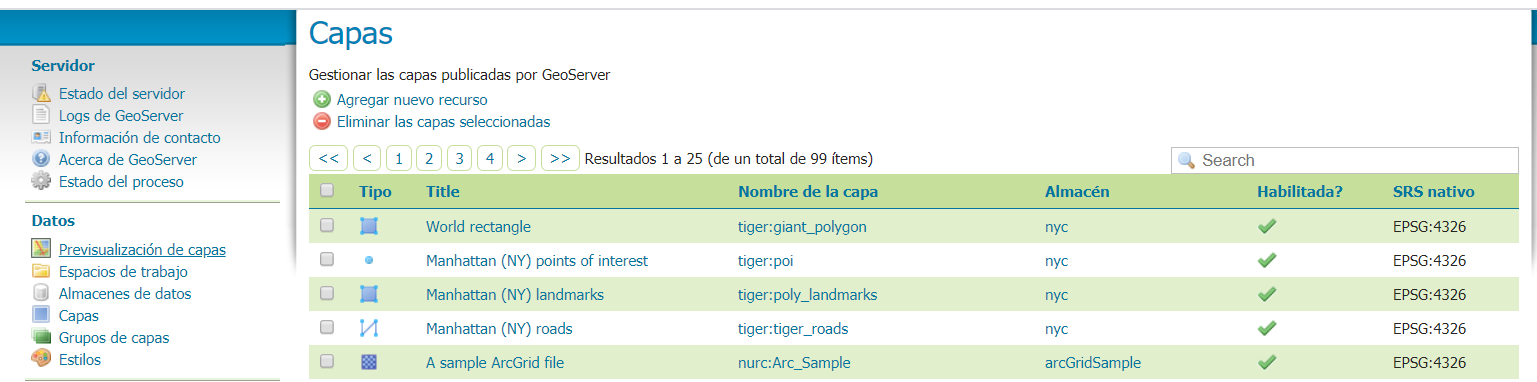 Capas
Gestionar las capas publicadas por GeoServer
Agregar nuevo recurso
Eliminar las capas seleccionadas
Servidor
Estado del servidor
Logs de GeoServer
Información de contacto
Acerca de GeoServer
Estado del proceso
Datos
Previsualización de capas
Espacios de trabajo
Almacenes de datos
Capas
Grupos de capas
Estilos
<< < 1 2 3 4 > >> Resultados 1 a 25 (de un total de 99 ítems) Search
Tipo Title Nombre de la capa Almacén Habilitada? SRS nativo
World rectangle tiger:giant_polygon nyc EPSG:4326
Manhattan (NY) points of interest tiger:poi nyc EPSG:4326
Manhattan (NY) landmarks tiger:poly_landmarks nyc EPSG:4326
Manhattan (NY) roads tiger:tiger_roads nyc EPSG:4326
A sample ArcGrid file nurc:Arc_Sample arcGridSample EPSG:4326